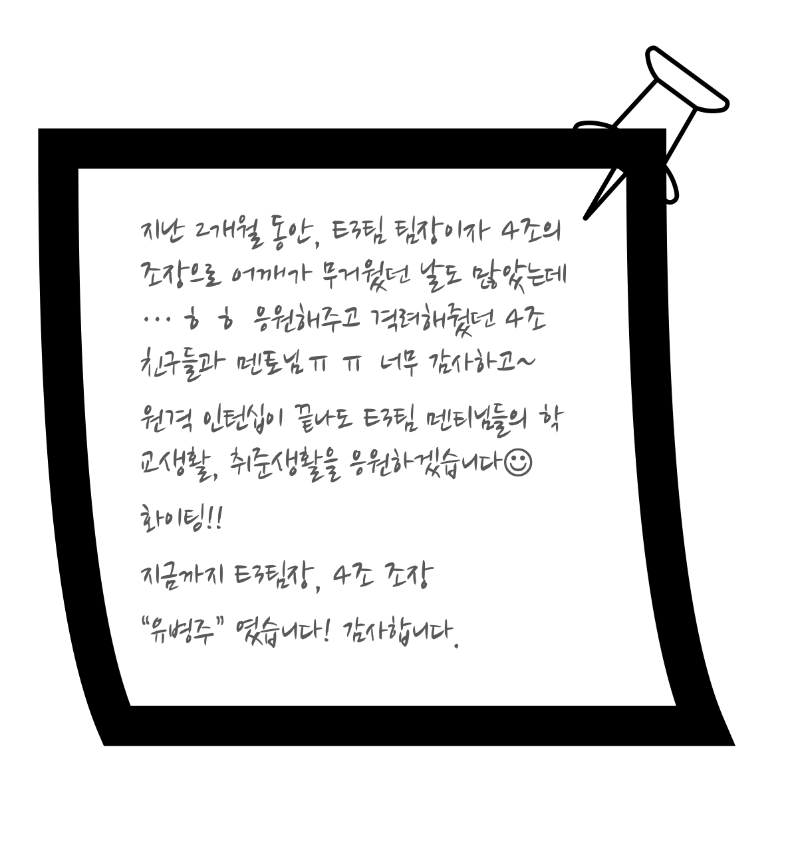 지난 2개월 동안, E3팀 팀장이자 4조의
조장으로 어깨가 무거웠던 날도 많았는데
… ㅎ ㅎ 응원해주고 격려해줬던 4조
친구들과 멘토님ㅠ ㅠ 너무 감사하고~
원격 인턴십이 끝나도 E3팀 멘티님들의 학
교생활, 취준생활을 응원하겠습니다☺
화이팅!!
지금까지 E3팀장, 4조 조장
“유병주” 였습니다! 감사합니다.